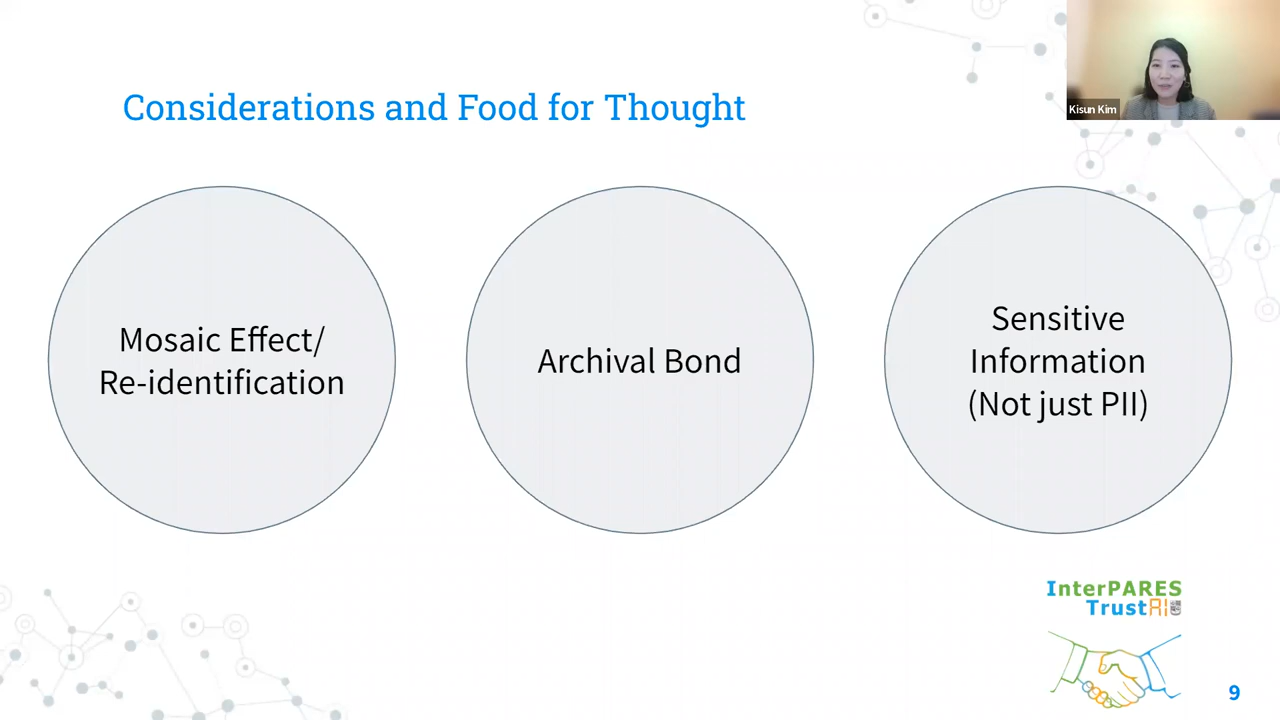 Considerations and Food for Thought
Kisun Kim
Mosaic Effect/
Re-identification
Archival Bond
Sensitive
Information
(Not just PII)
InterPARES
TrustAI
9